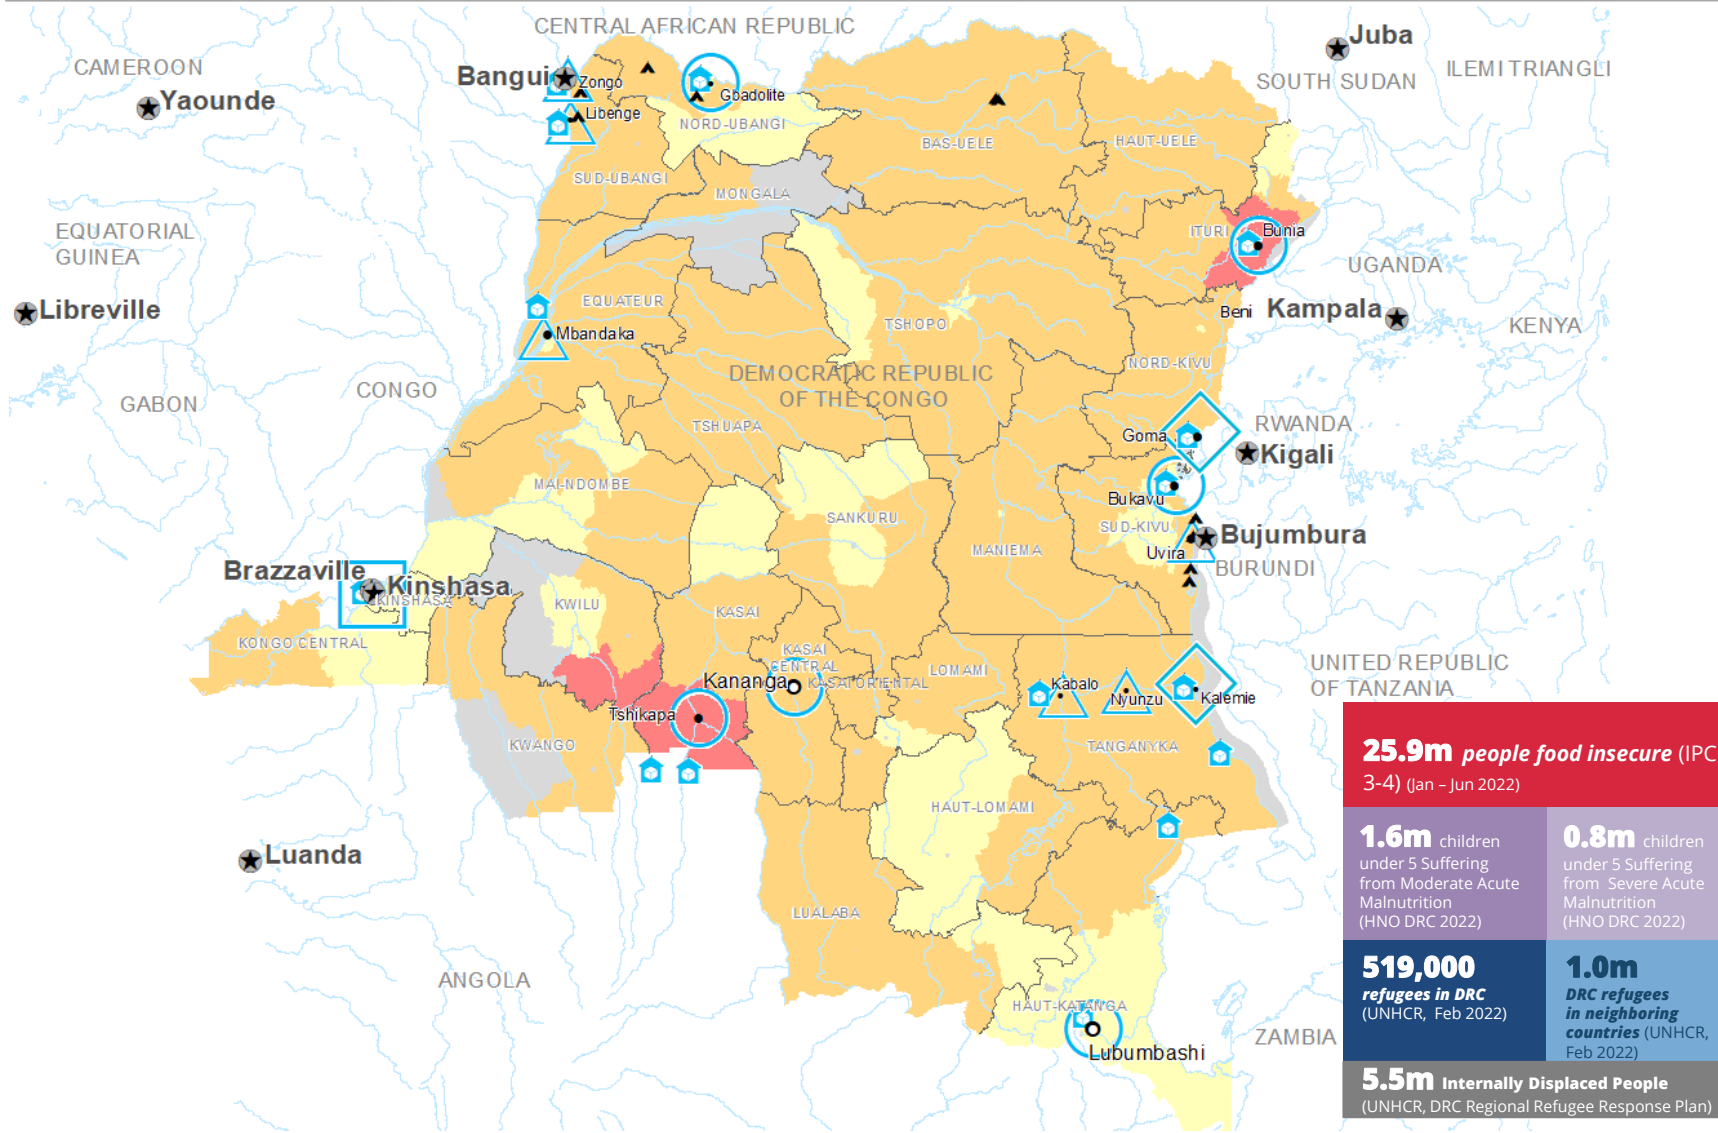 CENTRAL AFRICAN REPUBLIC
Juba
CAMEROON
Bangui
Zongo
ILEMI TRIANGLI
SOUTH SUDAN
Yaounde
Gbadolite
Libenge
NORD-UBANGI
BAS-UELE
HAUT-UELE
SUD-UBANGI
MONGALA
EQUATORIAL
GUINEA
ITURI
Bunia
UGANDA
EQUATEUR
Libreville
Beni
Kampala
TSHOPO
KENYA
Mbandaka
NORD-KIVU
DEMOCRATIC REPUBLIC
OF THE CONGO
CONGO
GABON
TSHUAPA
RWANDA
Goma
Kigali
MAI-NDOMBE
Bukavu
SANKURU
SUD-KIVU
Bujumbura
MANIEMA
Uvira
BURUNDI
Brazzaville
Kinshasa
KINSHASA
KWILU
KASAI
KONGO CENTRAL
KASAI
CENTRAL
LOMAMI
UNITED REPUBLIC
OF TANZANIA
Kananga
KASAI ORIENTAL
Kabalo
Nyunzu
Kalemie
Tshikapa
KWANGO
TANGANYKA
HAUT-LOMAMI
Luanda
LUALABA
ANGOLA
HAUT-KATANGA
ZAMBIA
Lubumbashi
25.9m people food insecure (IPC
3-4) (Jan – Jun 2022)
1.6m children
under 5 Suffering
from Moderate Acute
Malnutrition
(HNO DRC 2022)
0.8m children
under 5 Suffering
from Severe Acute
Malnutrition
(HNO DRC 2022)
519,000
refugees in DRC
(UNHCR, Feb 2022)
1.0m
DRC refugees
in neighboring
countries (UNHCR,
Feb 2022)
5.5m Internally Displaced People
(UNHCR, DRC Regional Refugee Response Plan)